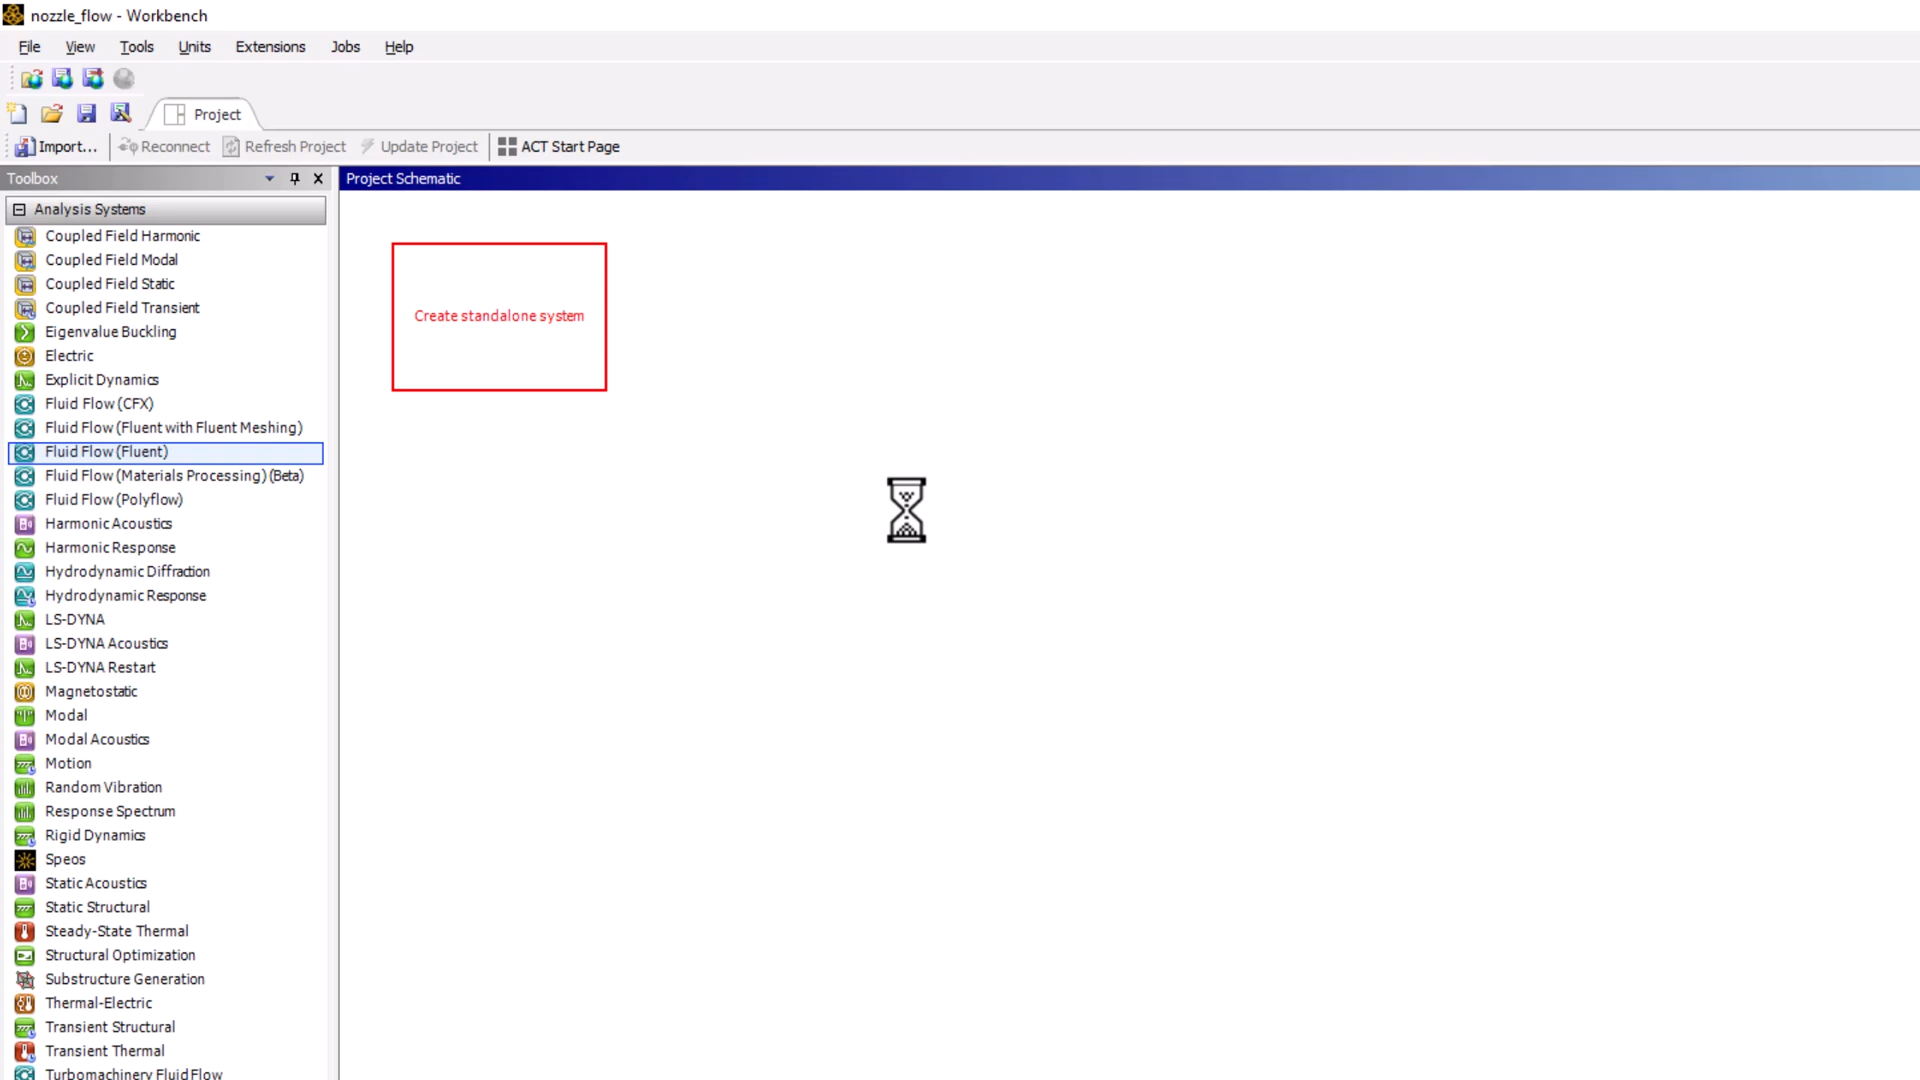 nozzle_flow - Workbench
File View Tools Units Extensions Jobs Help
Project
Import... Reconnect Refresh Project Update Project ACT Start Page
Toolbox
Project Schematic
Analysis Systems
Coupled Field Harmonic
Coupled Field Modal
Coupled Field Static
Coupled Field Transient
Eigenvalue Buckling
Electric
Explicit Dynamics
Fluid Flow (CFX)
Fluid Flow (Fluent with Fluent Meshing)
Fluid Flow (Fluent)
Fluid Flow (Materials Processing) (Beta)
Fluid Flow (Polyflow)
Harmonic Acoustics
Harmonic Response
Hydrodynamic Diffraction
Hydrodynamic Response
LS-DYNA
LS-DYNA Acoustics
LS-DYNA Restart
Magnetostatic
Modal
Modal Acoustics
Motion
Random Vibration
Response Spectrum
Rigid Dynamics
Speos
Static Acoustics
Static Structural
Steady-State Thermal
Structural Optimization
Substructure Generation
Thermal-Electric
Transient Structural
Transient Thermal
Turbomachinery Fluid Flow
Create standalone system